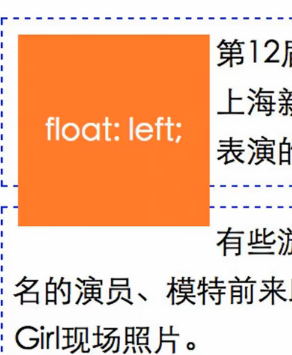 float: left;
第12届
上海新
表演的
有些游
名的演员、模特前来
Girl现场照片。